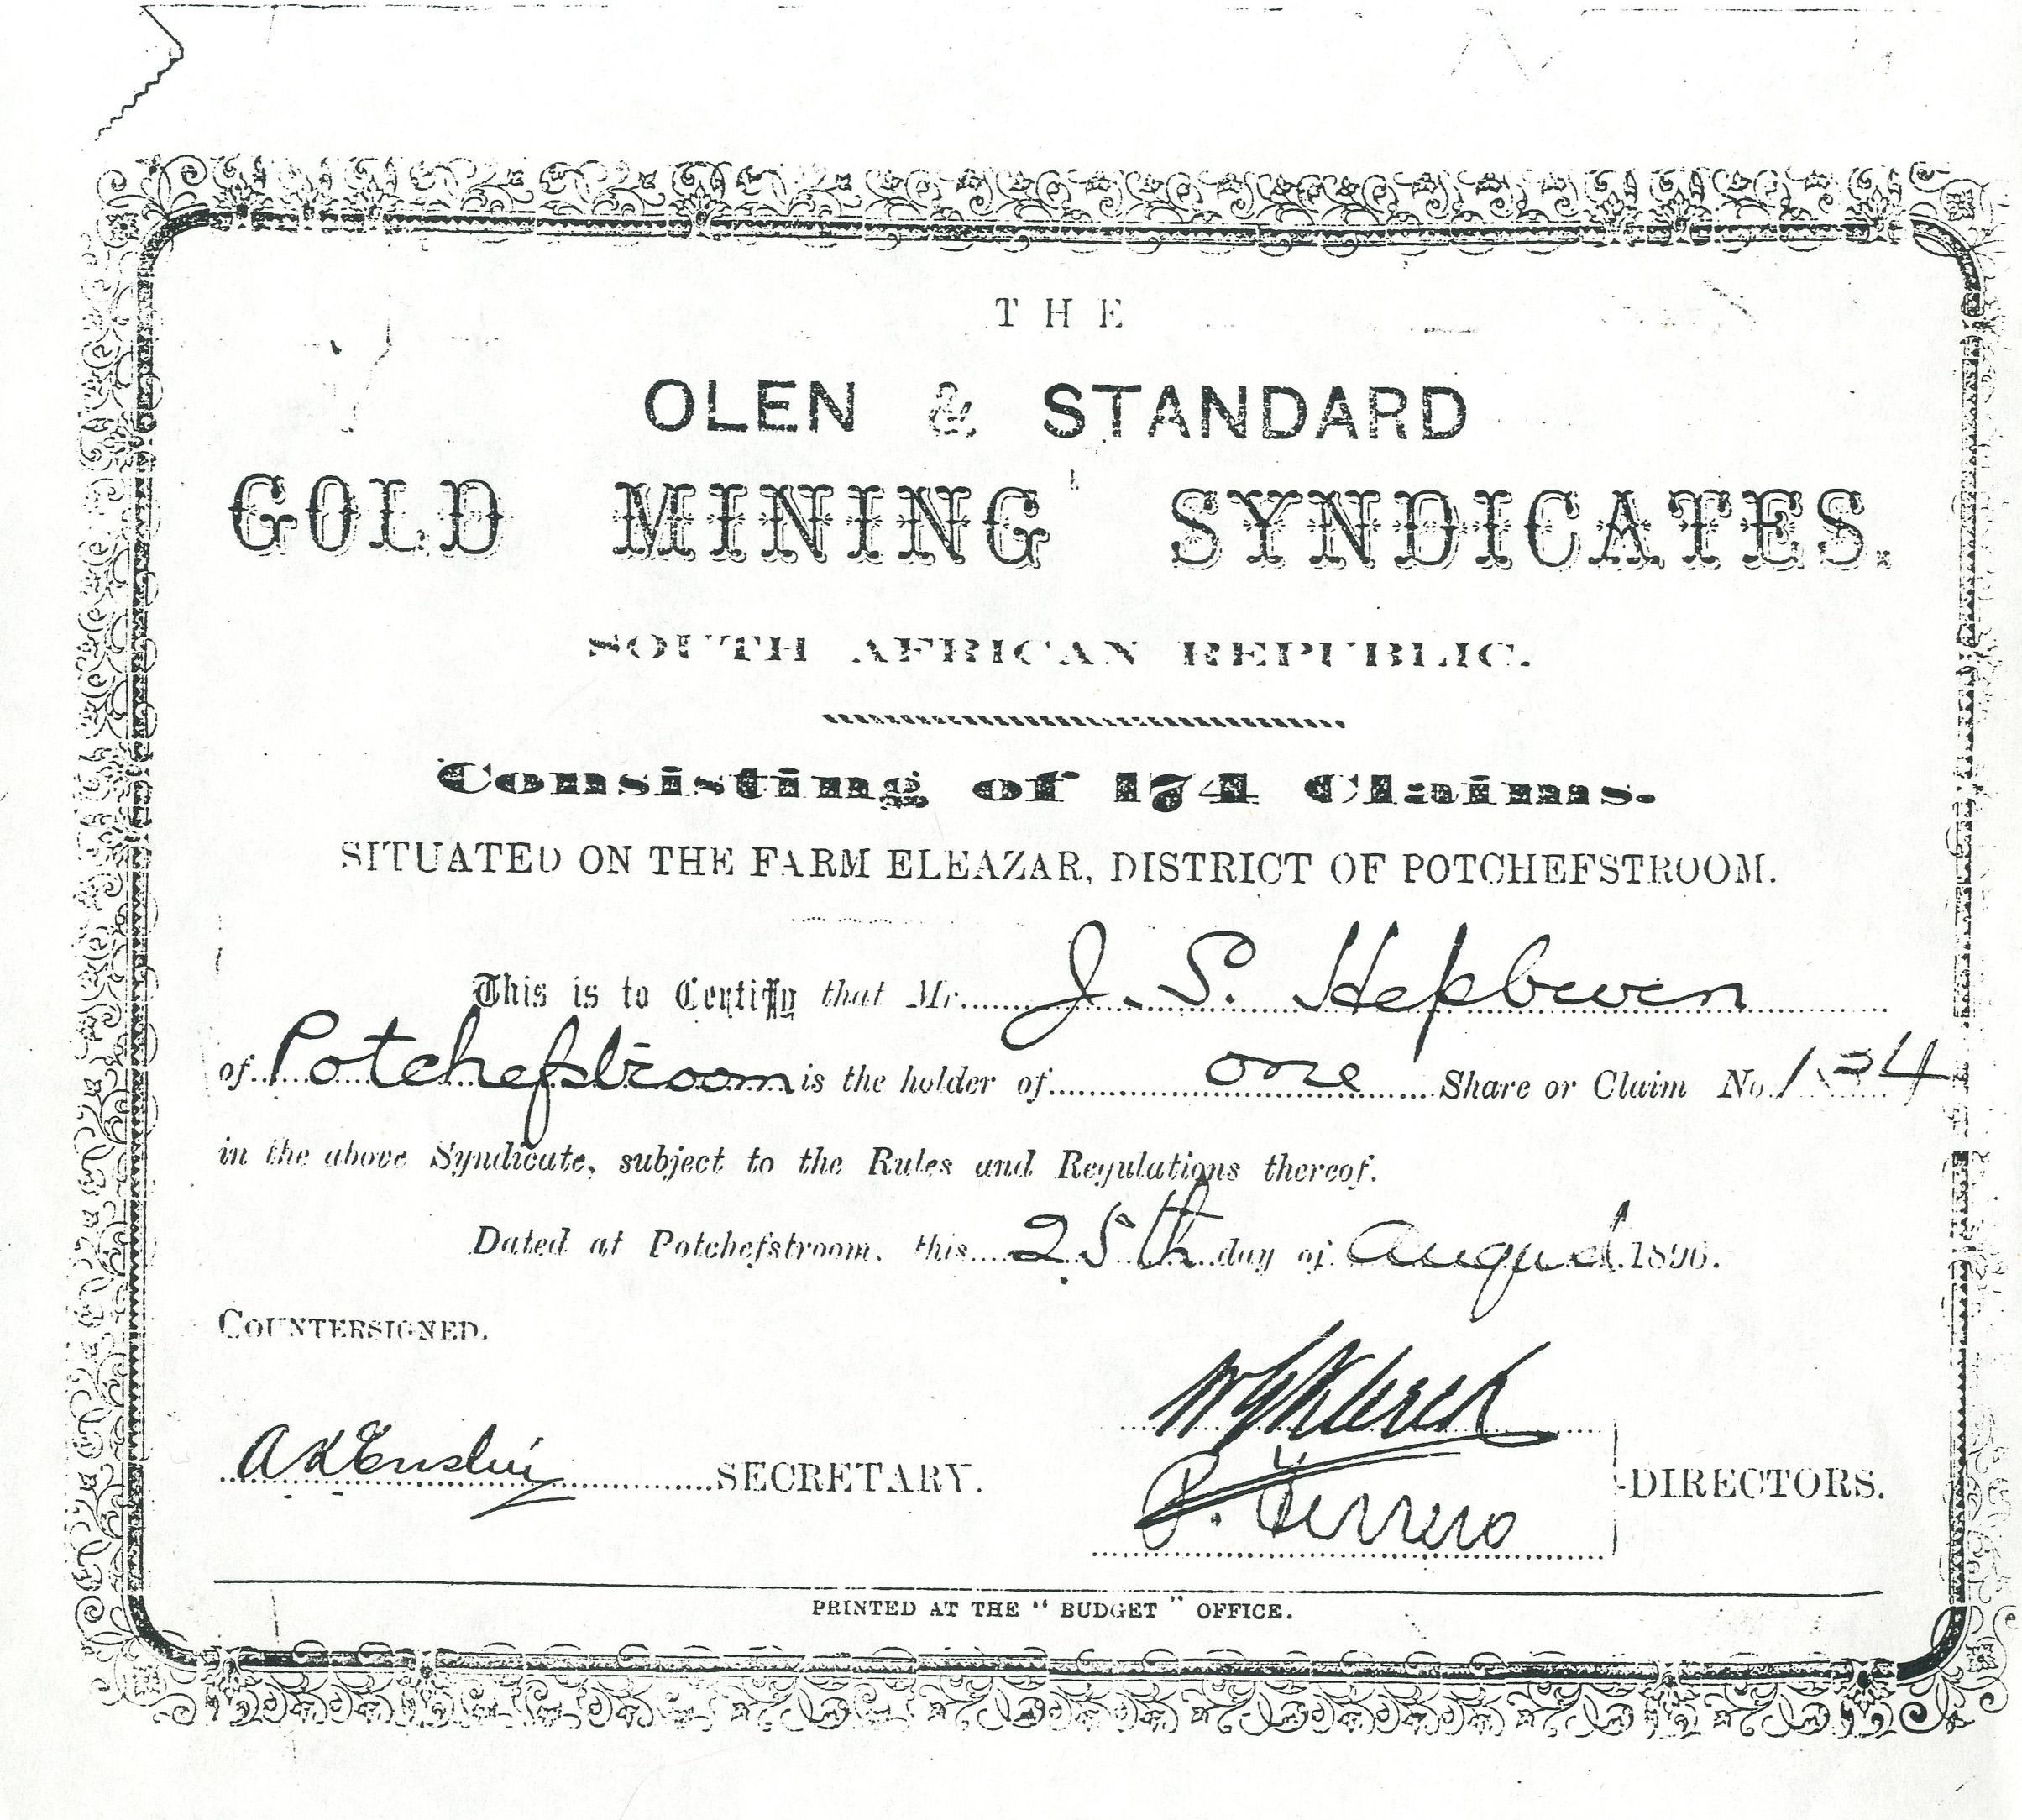 THE
OLEN & STANDARD
GOLD MINING SYNDICATES.
SOUTH AFRICAN REPUBLIC.
Consisting of 174 Claims.
SITUATED ON THE FARM ELEAZAR, DISTRICT OF POTCHEFSTROOM.
This is to Certify that Mr. J. S. Hepburn
of Potchefstroom is the holder of one Share or Claim No.
in the above Syndicate, subject to the Rules and Regulations thereof.
Dated at Potchefstroom, this 25th day of August 1896.
COUNTERSIGNED.
SECRETARY.
P. Ferrero
DIRECTORS.
PRINTED AT THE "BUDGET" OFFICE.